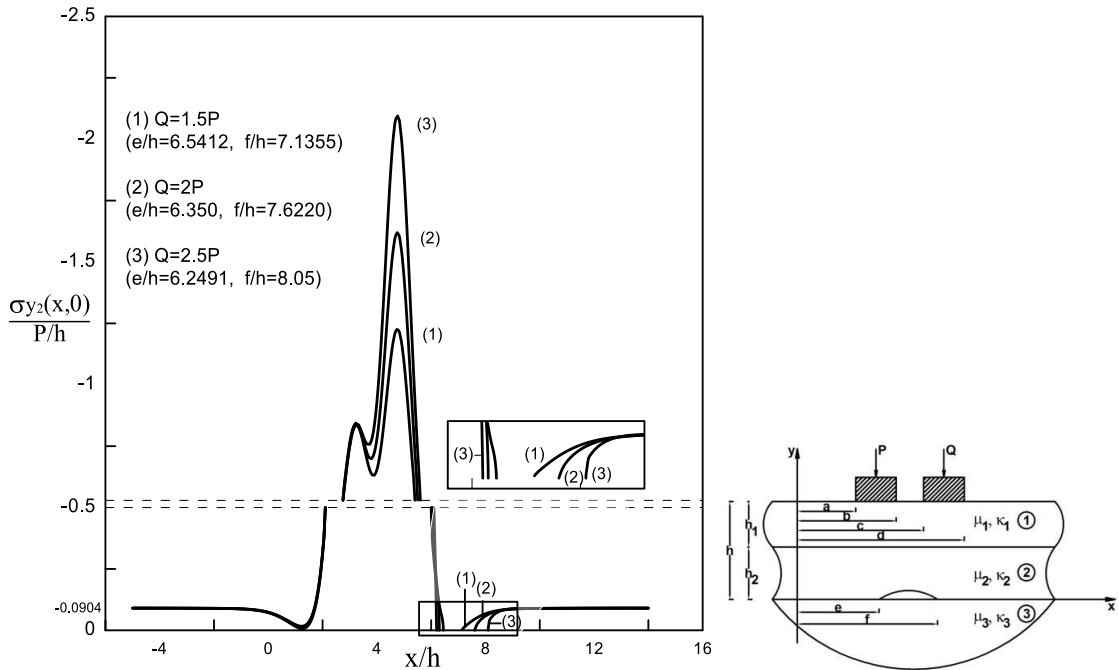 -2.5
-2
-1.5
-1
-0.5
-0.0904
0
σy₂(x,0)
P/h
(1) Q=1.5P
(e/h=6.5412, f/h=7.1355)
(2) Q=2P
(e/h=6.350, f/h=7.6220)
(3) Q=2.5P
(e/h=6.2491, f/h=8.05)
(3)
(2)
(1)
(3)
(1)
(2)
(3)
(1)
(2)
(3)
-4
0
4
8
12
16
x/h
y
P
Q
a
b
c
d
h
h₁
h₂
μ₁, κ₁ ①
μ₂, κ₂ ②
μ₃, κ₃ ③
e
f
x